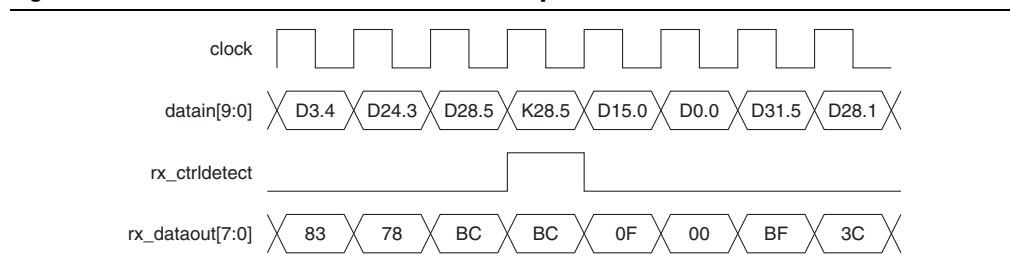 clock
datain[9:0] D3.4 D24.3 D28.5 K28.5 D15.0 D0.0 D31.5 D28.1
rx_ctrldetect
rx_dataout[7:0] 83 78 BC BC 0F 00 BF 3C